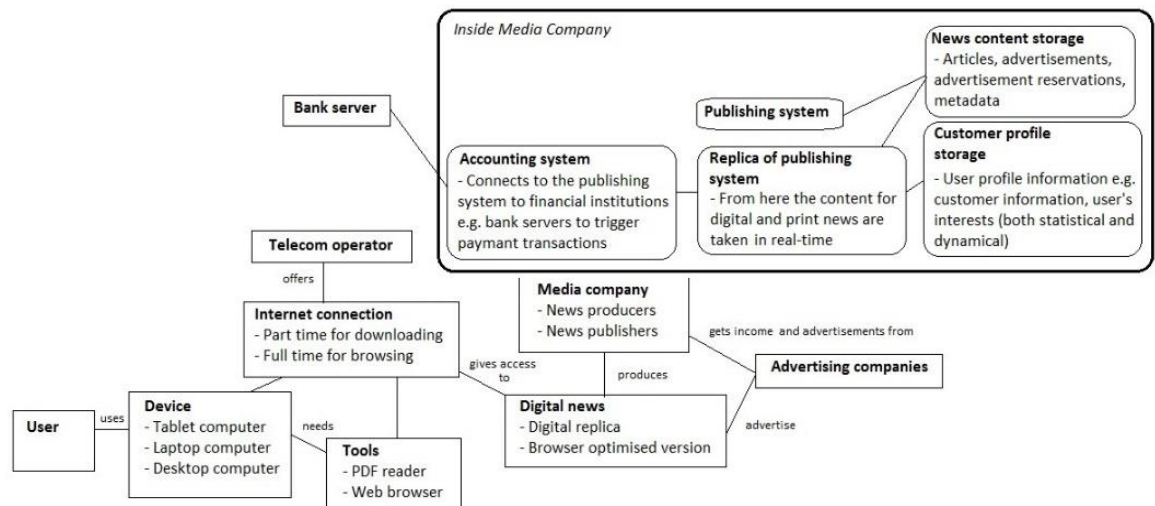 Inside Media Company
News content storage
- Articles, advertisements,
advertisement reservations,
metadata
Bank server
Publishing system
Customer profile
storage
- User profile information e.g.
customer information, user's
interests (both statistical and
dynamical)
Accounting system
- Connects to the publishing
system to financial institutions
e.g. bank servers to trigger
paymant transactions
Replica of publishing
system
- From here the content for
digital and print news are
taken in real-time
Telecom operator
offers
Media company
- News producers
- News publishers
Internet connection
- Part time for downloading
- Full time for browsing
gets income and advertisements from
gives access
to
produces
Advertising companies
User
uses
Device
- Tablet computer
- Laptop computer
- Desktop computer
needs
Digital news
- Digital replica
- Browser optimised version
advertise
Tools
- PDF reader
- Web browser